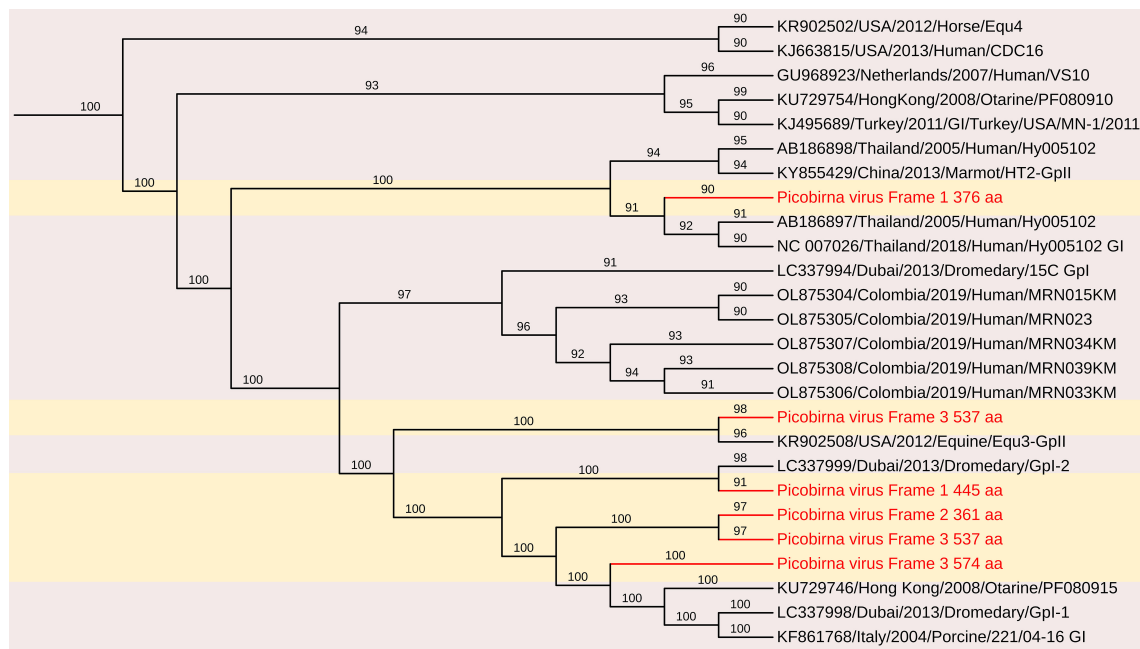 90
KR902502/USA/2012/Horse/Equ4
94
90
KJ663815/USA/2013/Human/CDC16
96
GU968923/Netherlands/2007/Human/VS10
93
99
KU729754/HongKong/2008/Otarine/PF080910
95
100
90
KJ495689/Turkey/2011/GI/Turkey/USA/MN-1/2011
95
AB186898/Thailand/2005/Human/Hy005102
94
94
KY855429/China/2013/Marmot/HT2-GpII
100
100
90
Picobirna virus Frame 1 376 aa
91
91
AB186897/Thailand/2005/Human/Hy005102
92
90
NC 007026/Thailand/2018/Human/Hy005102 GI
91
LC337994/Dubai/2013/Dromedary/15C GpI
100
90
OL875304/Colombia/2019/Human/MRN015KM
97
93
90
OL875305/Colombia/2019/Human/MRN023
96
93
OL875307/Colombia/2019/Human/MRN034KM
92
93
OL875308/Colombia/2019/Human/MRN039KM
94
100
91
OL875306/Colombia/2019/Human/MRN033KM
98
Picobirna virus Frame 3 537 aa
100
96
KR902508/USA/2012/Equine/Equ3-GpII
100
98
LC337999/Dubai/2013/Dromedary/GpI-2
100
91
Picobirna virus Frame 1 445 aa
100
97
Picobirna virus Frame 2 361 aa
100
97
Picobirna virus Frame 3 537 aa
100
100
Picobirna virus Frame 3 574 aa
100
100
KU729746/Hong Kong/2008/Otarine/PF080915
100
100
LC337998/Dubai/2013/Dromedary/GpI-1
100
100
KF861768/Italy/2004/Porcine/221/04-16 GI